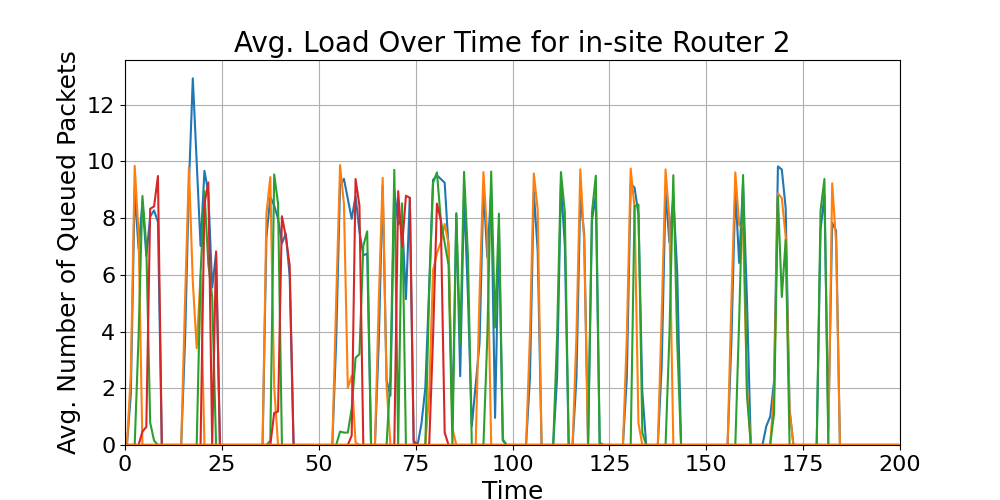 Avg. Load Over Time for in-site Router 2
Avg. Number of Queued Packets
12
10
8
6
4
2
0
0 25 50 75 100 125 150 175 200
Time